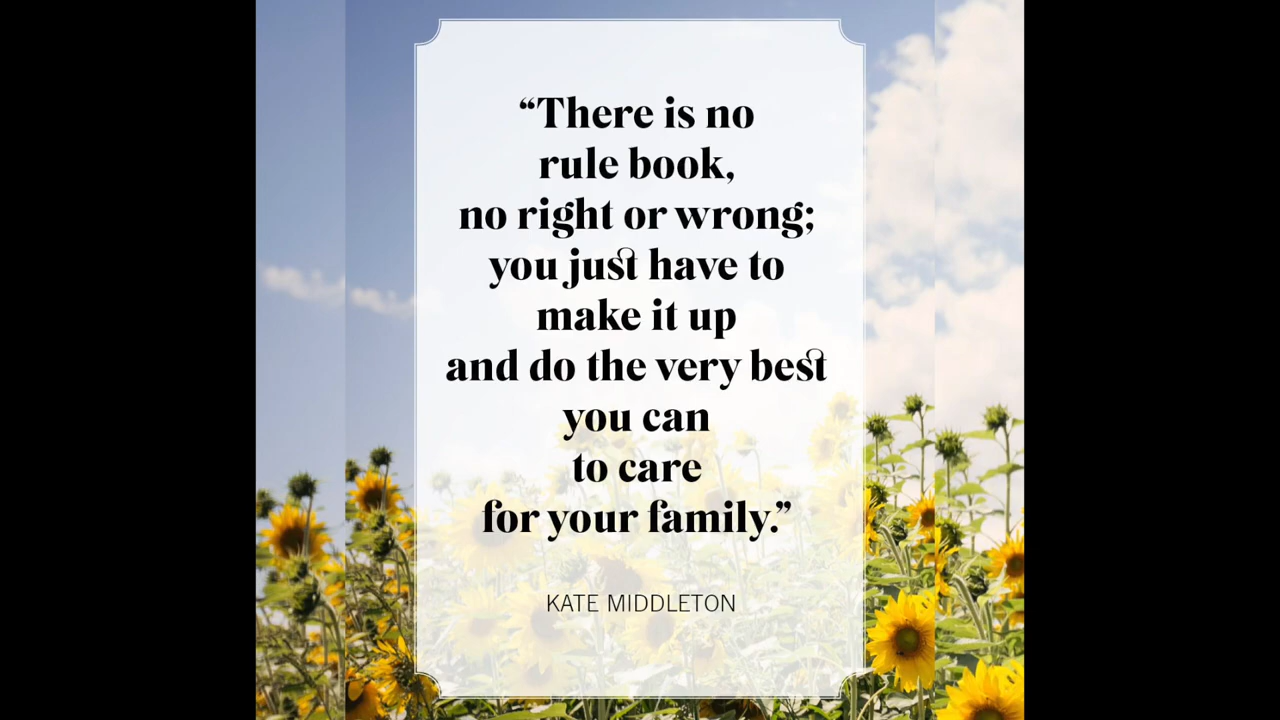 “There is no
rule book,
no right or wrong;
you just have to
make it up
and do the very best
you can
to care
for your family.”
KATE MIDDLETON